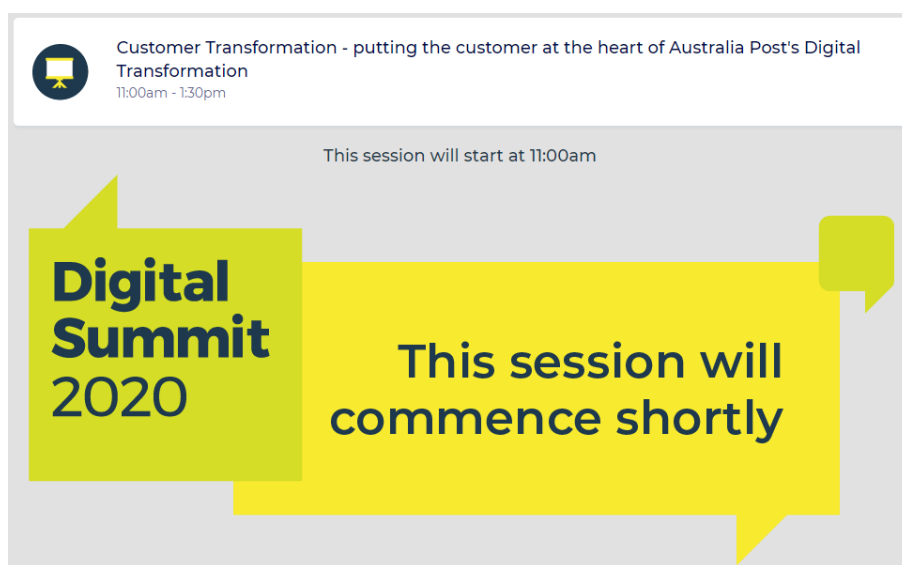 Customer Transformation - putting the customer at the heart of Australia Post's Digital
Transformation
11:00am - 1:30pm
This session will start at 11:00am
Digital
Summit
2020
This session will
commence shortly